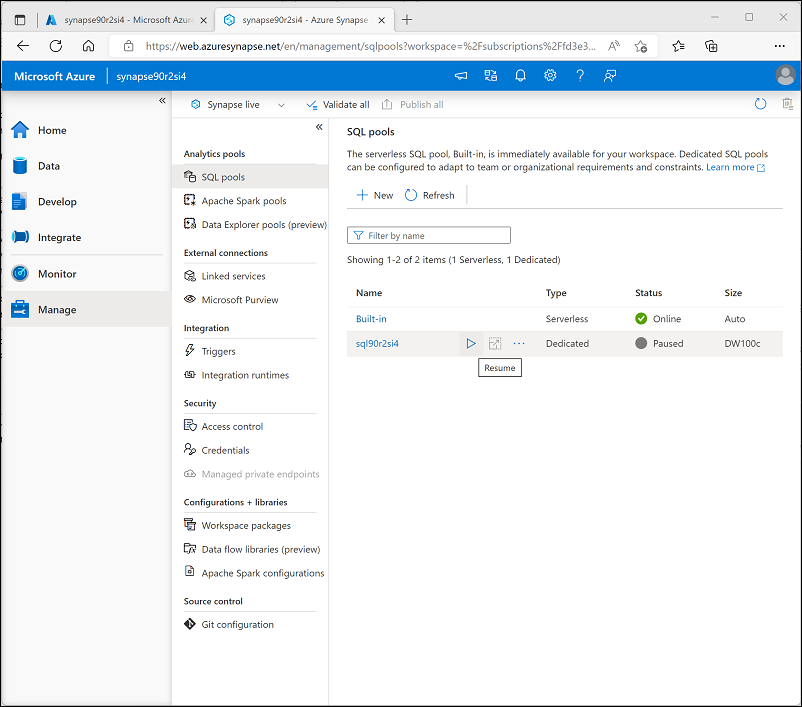 synapse90r2si4 - Microsoft Azure
synapse90r2si4 - Azure Synapse
https://web.azuresynapse.net/en/management/sqlpools?workspace=%2Fsubscriptions%2Ffd3e3...
Microsoft Azure
synapse90r2si4
Home
Data
Develop
Integrate
Monitor
Manage
Synapse live
Validate all
Publish all
Analytics pools
SQL pools
Apache Spark pools
Data Explorer pools (preview)
External connections
Linked services
Microsoft Purview
Integration
Triggers
Integration runtimes
Security
Access control
Credentials
Managed private endpoints
Configurations + libraries
Workspace packages
Data flow libraries (preview)
Apache Spark configurations
Source control
Git configuration
SQL pools
The serverless SQL pool, Built-in, is immediately available for your workspace. Dedicated SQL pools
can be configured to adapt to team or organizational requirements and constraints. Learn more
New Refresh
Filter by name
Showing 1-2 of 2 items (1 Serverless, 1 Dedicated)
Name Type Status Size
Built-in Serverless Online Auto
sql90r2si4 Dedicated Paused DW100c
Resume